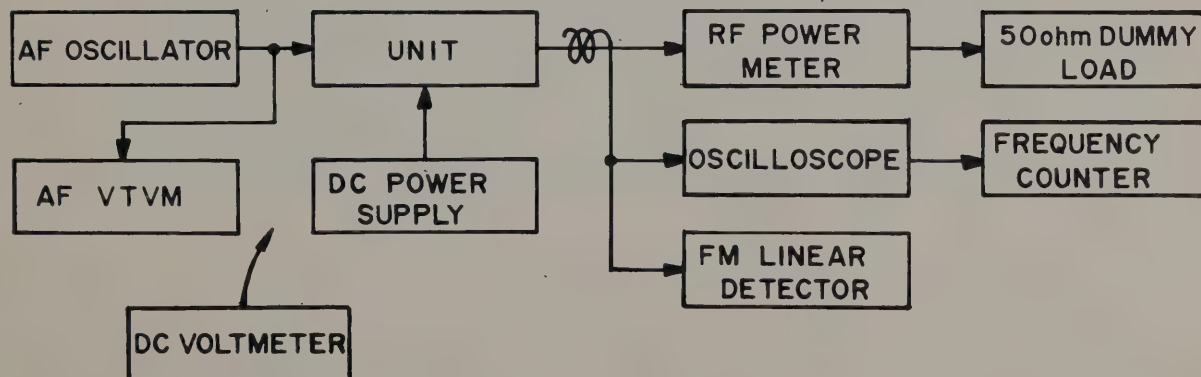 AF OSCILLATOR
UNIT
RF POWER
METER
50ohm DUMMY
LOAD
AF VTVM
DC POWER
SUPPLY
OSCILLOSCOPE
FREQUENCY
COUNTER
FM LINEAR
DETECTOR
DC VOLTMETER